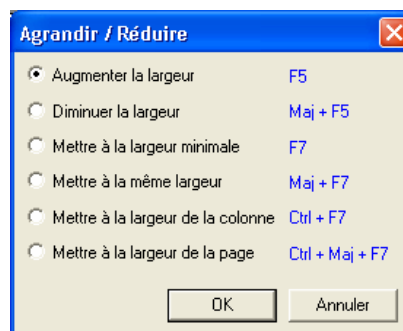 Agrandir / Réduire
Augmenter la largeur F5
Diminuer la largeur Maj + F5
Mettre à la largeur minimale F7
Mettre à la même largeur Maj + F7
Mettre à la largeur de la colonne Ctrl + F7
Mettre à la largeur de la page Ctrl + Maj + F7
OK Annuler